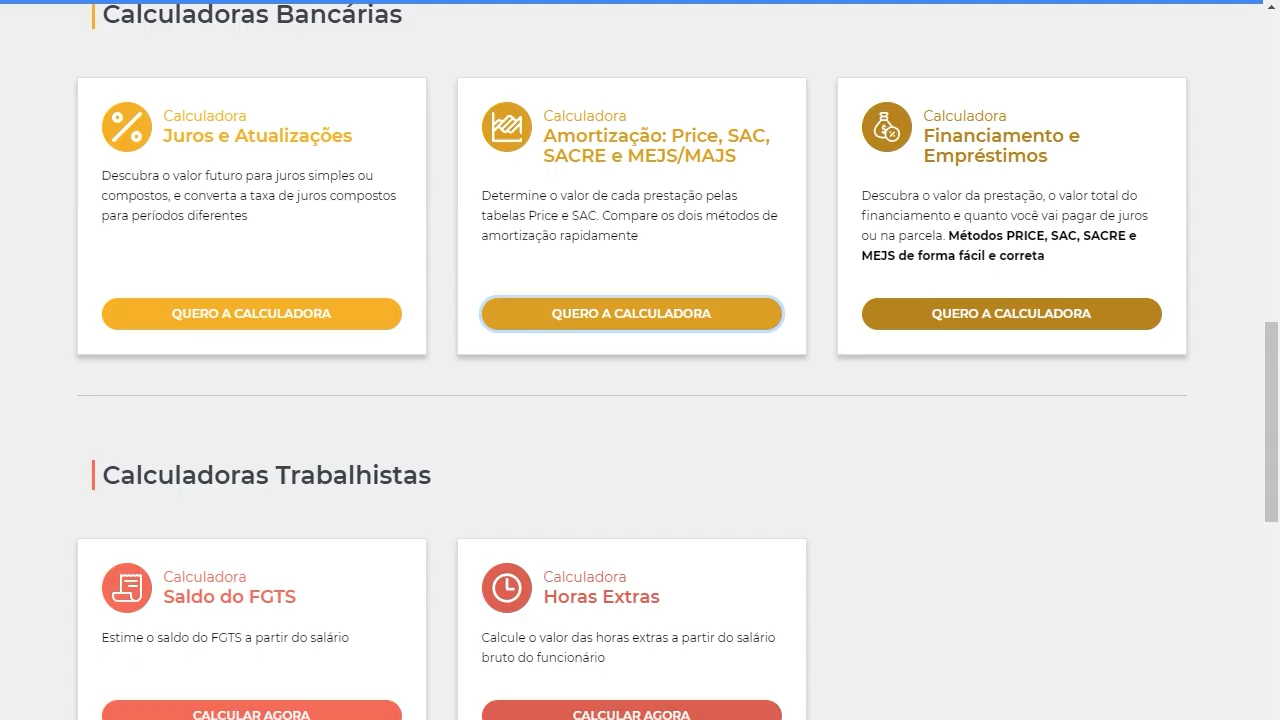 Calculadoras Bancárias
Calculadora
Juros e Atualizações
Descubra o valor futuro para juros simples ou
compostos, e converta a taxa de juros compostos
para períodos diferentes
QUERO A CALCULADORA
Calculadora
Amortização: Price, SAC,
SACRE e MEJS/MAJS
Determine o valor de cada prestação pelas
tabelas Price e SAC. Compare os dois métodos de
amortização rapidamente
QUERO A CALCULADORA
Calculadora
Financiamento e
Empréstimos
Descubra o valor da prestação, o valor total do
financiamento e quanto você vai pagar de juros
ou na parcela. Métodos PRICE, SAC, SACRE e
MEJS de forma fácil e correta
QUERO A CALCULADORA
Calculadoras Trabalhistas
Calculadora
Saldo do FGTS
Estime o saldo do FGTS a partir do salário
CALCULAR AGORA
Calculadora
Horas Extras
Calcule o valor das horas extras a partir do salário
bruto do funcionário
CALCULAR AGORA